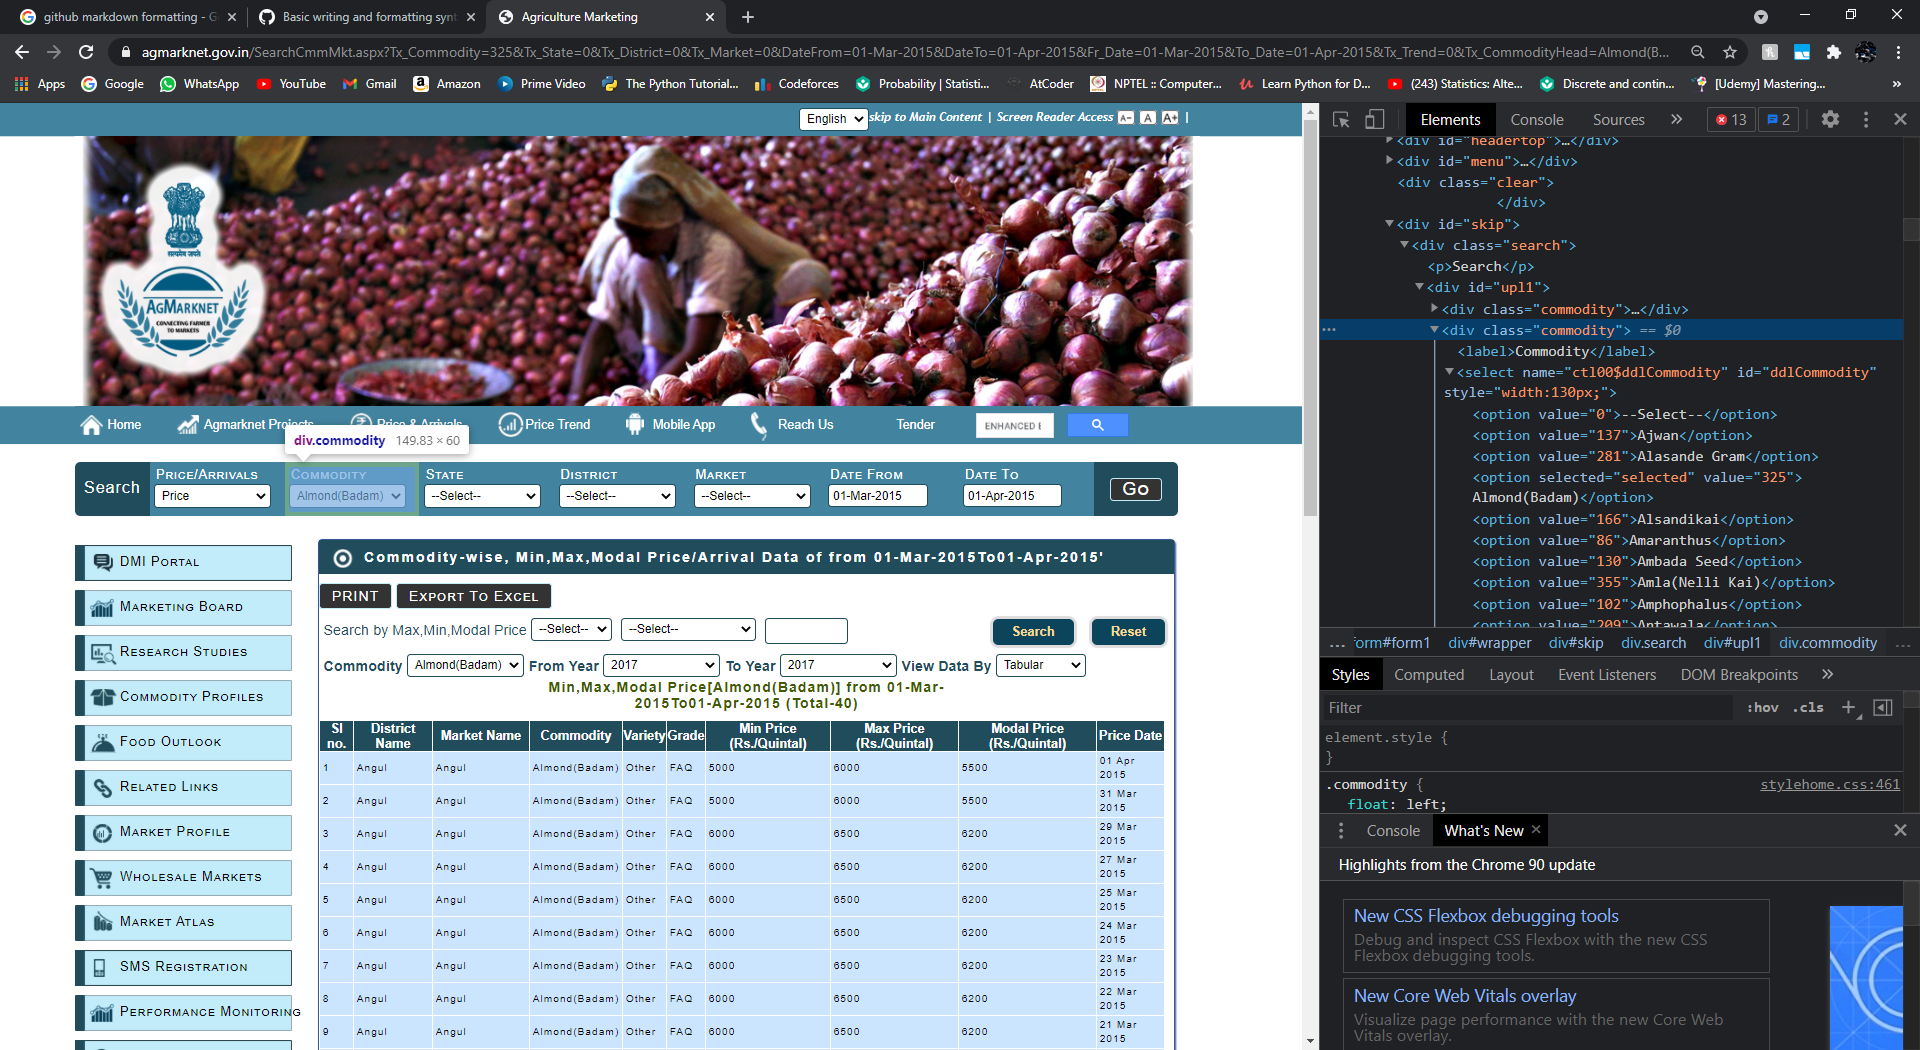 github markdown formatting - G
Basic writing and formatting synt
Agriculture Marketing
agmarknet.gov.in/SearchCmmMkt.aspx?Tx_Commodity=325&Tx_State=0&Tx_District=0&Tx_Market=0&DateFrom=01-Mar-2015&DateTo=01-Apr-2015&Fr_Date=01-Mar-2015&To_Date=01-Apr-2015&Tx_Trend=0&Tx_CommodityHead=Almond(B...
Apps Google WhatsApp YouTube Gmail Amazon Prime Video The Python Tutorial... Codeforces Probability | Statisti... AtCoder NPTEL :: Computer... Learn Python for D... (243) Statistics: Alte... Discrete and contin... [Udemy] Mastering... »
English skip to Main Content | Screen Reader Access A- A A+ |
सत्यमेव जयते
AGMARKNET
CONNECTING FARMER
TO MARKETS
Home Agmarknet Projects Price & Arrivals Price Trend Mobile App Reach Us Tender ENHANCED
div.commodity 149.83 × 60
Search
PRICE/ARRIVALS COMMODITY STATE DISTRICT MARKET DATE FROM DATE TO
Price Almond(Badam) --Select-- --Select-- --Select-- 01-Mar-2015 01-Apr-2015 Go
DMI PORTAL
MARKETING BOARD
RESEARCH STUDIES
COMMODITY PROFILES
FOOD OUTLOOK
RELATED LINKS
MARKET PROFILE
WHOLESALE MARKETS
MARKET ATLAS
SMS REGISTRATION
PERFORMANCE MONITORING
Commodity-wise, Min,Max,Modal Price/Arrival Data of from 01-Mar-2015To01-Apr-2015'
PRINT EXPORT TO EXCEL
Search by Max,Min,Modal Price --Select-- --Select-- Search Reset
Commodity Almond(Badam) From Year 2017 To Year 2017 View Data By Tabular
Min,Max,Modal Price[Almond(Badam)] from 01-Mar-
2015To01-Apr-2015 (Total-40)
Sl no. District Name Market Name Commodity Variety Grade Min Price (Rs./Quintal) Max Price (Rs./Quintal) Modal Price (Rs./Quintal) Price Date
1 Angul Angul Almond(Badam) Other FAQ 5000 6000 5500 01 Apr 2015
2 Angul Angul Almond(Badam) Other FAQ 5000 6000 5500 31 Mar 2015
3 Angul Angul Almond(Badam) Other FAQ 6000 6500 6200 29 Mar 2015
4 Angul Angul Almond(Badam) Other FAQ 6000 6500 6200 27 Mar 2015
5 Angul Angul Almond(Badam) Other FAQ 6000 6500 6200 25 Mar 2015
6 Angul Angul Almond(Badam) Other FAQ 6000 6500 6200 24 Mar 2015
7 Angul Angul Almond(Badam) Other FAQ 6000 6500 6200 23 Mar 2015
8 Angul Angul Almond(Badam) Other FAQ 6000 6500 6200 22 Mar 2015
9 Angul Angul Almond(Badam) Other FAQ 6000 6500 6200 21 Mar 2015
Elements Console Sources » 13 2
<div id="headertop">…</div>
<div id="menu">…</div>
<div class="clear">
</div>
<div id="skip">
<div class="search">
<p>Search</p>
<div id="upl1">
<div class="commodity">…</div>
<div class="commodity"> == $0
<label>Commodity</label>
<select name="ctl00$ddlCommodity" id="ddlCommodity"
style="width:130px;">
<option value="0">--Select--</option>
<option value="137">Ajwan</option>
<option value="281">Alasande Gram</option>
<option selected="selected" value="325">
Almond(Badam)</option>
<option value="166">Alsandikai</option>
<option value="86">Amaranthus</option>
<option value="130">Ambada Seed</option>
<option value="355">Amla(Nelli Kai)</option>
<option value="102">Amphophalus</option>
<option value="209">Antawala</option>
... form#form1 div#wrapper div#skip div.search div#upl1 div.commodity ...
Styles Computed Layout Event Listeners DOM Breakpoints »
Filter :hov .cls +
element.style {
}
.commodity { stylehome.css:461
float: left;
Console What's New
Highlights from the Chrome 90 update
New CSS Flexbox debugging tools
Debug and inspect CSS Flexbox with the new CSS
Flexbox debugging tools.
New Core Web Vitals overlay
Visualize page performance with the new Core Web
Vitals overlay.